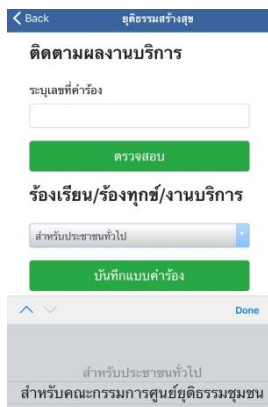 Back
ยุติธรรมสร้างสุข
ติดตามผลงานบริการ
ระบุเลขที่คำร้อง
ตรวจสอบ
ร้องเรียน/ร้องทุกข์/งานบริการ
สำหรับประชาชนทั่วไป
บันทึกแบบคำร้อง
Done
สำหรับประชาชนทั่วไป
สำหรับคณะกรรมการศูนย์ยุติธรรมชุมชน